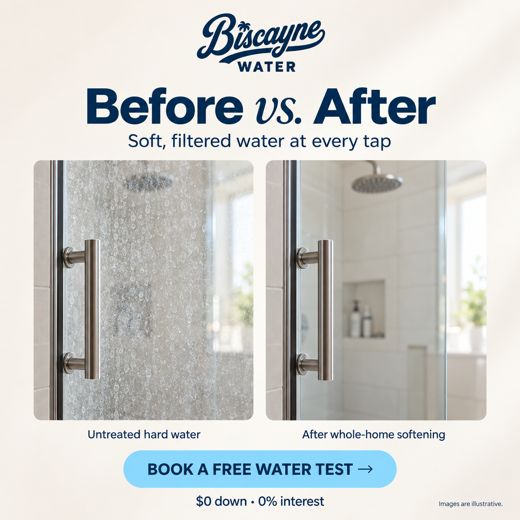 Biscayne
WATER
Before vs. After
Soft, filtered water at every tap
Untreated hard water
After whole-home softening
BOOK A FREE WATER TEST →
$0 down • 0% interest
Images are illustrative.